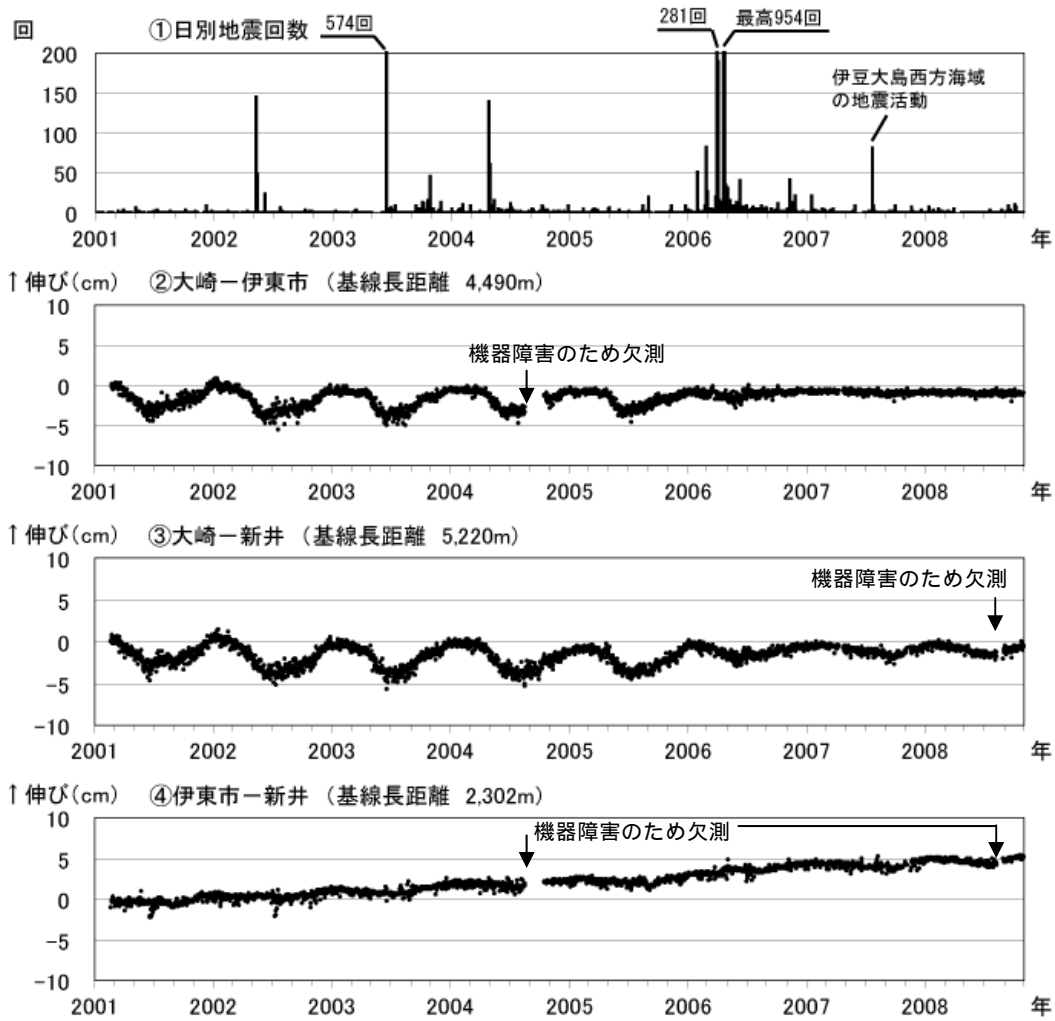 回 ①日別地震回数 574回 281回 最高954回
200
150
100
50
0
伊豆大島西方海域
の地震活動
2001 2002 2003 2004 2005 2006 2007 2008 年
↑伸び(cm) ②大崎－伊東市 （基線長距離 4,490m）
10
5
0
-5
-10
機器障害のため欠測
2001 2002 2003 2004 2005 2006 2007 2008 年
↑伸び(cm) ③大崎－新井 （基線長距離 5,220m）
10
5
0
-5
-10
機器障害のため欠測
2001 2002 2003 2004 2005 2006 2007 2008 年
↑伸び(cm) ④伊東市－新井 （基線長距離 2,302m）
10
5
0
-5
-10
機器障害のため欠測
2001 2002 2003 2004 2005 2006 2007 2008 年